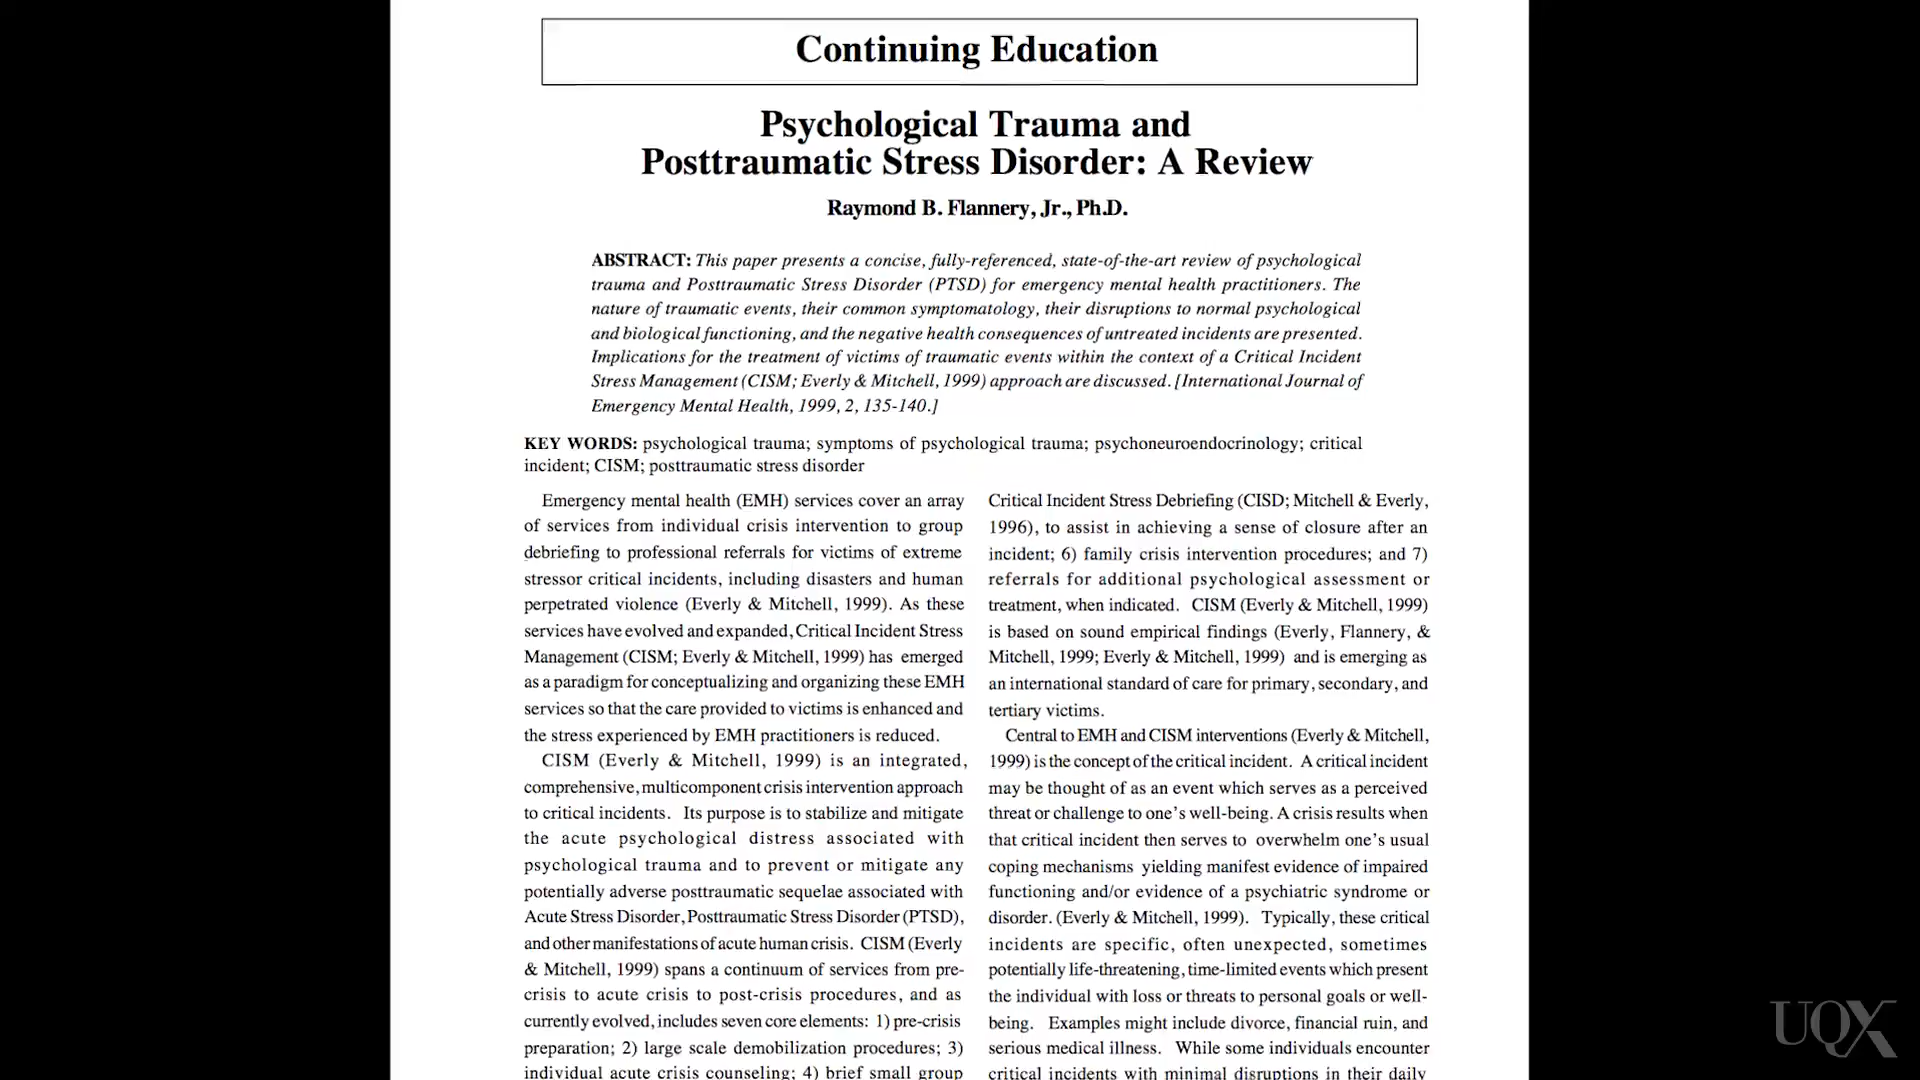 Continuing Education
Psychological Trauma and
Posttraumatic Stress Disorder: A Review
Raymond B. Flannery, Jr., Ph.D.
ABSTRACT: This paper presents a concise, fully-referenced, state-of-the-art review of psychological
trauma and Posttraumatic Stress Disorder (PTSD) for emergency mental health practitioners. The
nature of traumatic events, their common symptomatology, their disruptions to normal psychological
and biological functioning, and the negative health consequences of untreated incidents are presented.
Implications for the treatment of victims of traumatic events within the context of a Critical Incident
Stress Management (CISM; Everly & Mitchell, 1999) approach are discussed. [International Journal of
Emergency Mental Health, 1999, 2, 135-140.]
KEY WORDS: psychological trauma; symptoms of psychological trauma; psychoneuroendocrinology; critical
incident; CISM; posttraumatic stress disorder
Emergency mental health (EMH) services cover an array
of services from individual crisis intervention to group
debriefing to professional referrals for victims of extreme
stressor critical incidents, including disasters and human
perpetrated violence (Everly & Mitchell, 1999). As these
services have evolved and expanded, Critical Incident Stress
Management (CISM; Everly & Mitchell, 1999) has emerged
as a paradigm for conceptualizing and organizing these EMH
services so that the care provided to victims is enhanced and
the stress experienced by EMH practitioners is reduced.
CISM (Everly & Mitchell, 1999) is an integrated,
comprehensive, multicomponent crisis intervention approach
to critical incidents. Its purpose is to stabilize and mitigate
the acute psychological distress associated with
psychological trauma and to prevent or mitigate any
potentially adverse posttraumatic sequelae associated with
Acute Stress Disorder, Posttraumatic Stress Disorder (PTSD),
and other manifestations of acute human crisis. CISM (Everly
& Mitchell, 1999) spans a continuum of services from pre-
crisis to acute crisis to post-crisis procedures, and as
currently evolved, includes seven core elements: 1) pre-crisis
preparation; 2) large scale demobilization procedures; 3)
individual acute crisis counseling; 4) brief small group
Critical Incident Stress Debriefing (CISD; Mitchell & Everly,
1996), to assist in achieving a sense of closure after an
incident; 6) family crisis intervention procedures; and 7)
referrals for additional psychological assessment or
treatment, when indicated. CISM (Everly & Mitchell, 1999)
is based on sound empirical findings (Everly, Flannery, &
Mitchell, 1999; Everly & Mitchell, 1999) and is emerging as
an international standard of care for primary, secondary, and
tertiary victims.
Central to EMH and CISM interventions (Everly & Mitchell,
1999) is the concept of the critical incident. A critical incident
may be thought of as an event which serves as a perceived
threat or challenge to one's well-being. A crisis results when
that critical incident then serves to overwhelm one's usual
coping mechanisms yielding manifest evidence of impaired
functioning and/or evidence of a psychiatric syndrome or
disorder. (Everly & Mitchell, 1999). Typically, these critical
incidents are specific, often unexpected, sometimes
potentially life-threatening, time-limited events which present
the individual with loss or threats to personal goals or well-
being. Examples might include divorce, financial ruin, and
serious medical illness. While some individuals encounter
critical incidents with minimal disruptions in their daily
UQX